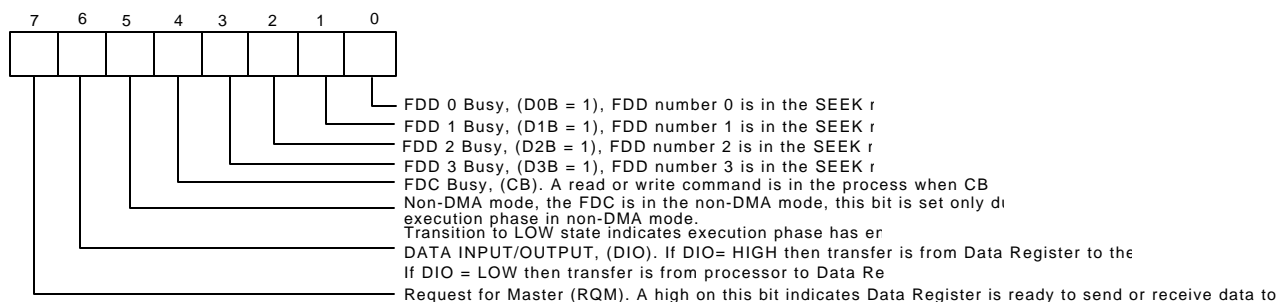 7 6 5 4 3 2 1 0
FDD 0 Busy, (D0B = 1), FDD number 0 is in the SEEK
FDD 1 Busy, (D1B = 1), FDD number 1 is in the SEEK
FDD 2 Busy, (D2B = 1), FDD number 2 is in the SEEK
FDD 3 Busy, (D3B = 1), FDD number 3 is in the SEEK
FDC Busy, (CB). A read or write command is in the process when CB
Non-DMA mode, the FDC is in the non-DMA mode, this bit is set only
execution phase in non-DMA mode.
Transition to LOW state indicates execution phase has
DATA INPUT/OUTPUT, (DIO). If DIO= HIGH then transfer is from Data Register to the
If DIO = LOW then transfer is from processor to Data Re
Request for Master (RQM). A high on this bit indicates Data Register is ready to send or receive data to